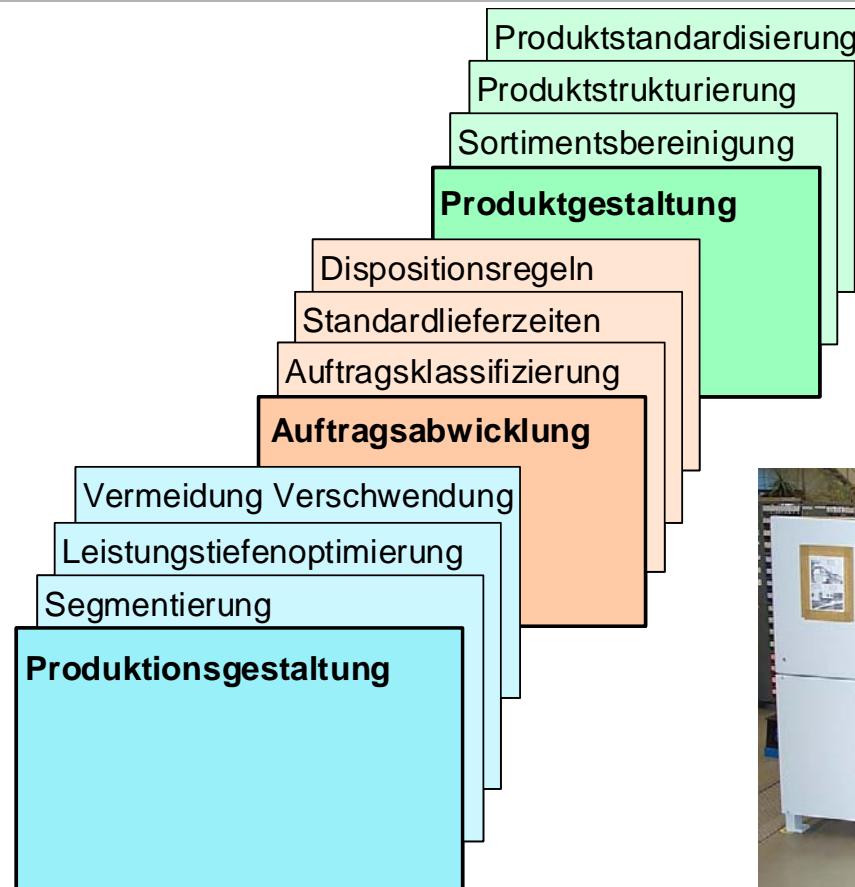 Produktstandardisierung
Produktstrukturierung
Sortimentsbereinigung
Produktgestaltung
Dispositionsregeln
Standardlieferzeiten
Auftragsklassifizierung
Auftragsabwicklung
Vermeidung Verschwendung
Leistungstiefenoptimierung
Segmentierung
Produktionsgestaltung